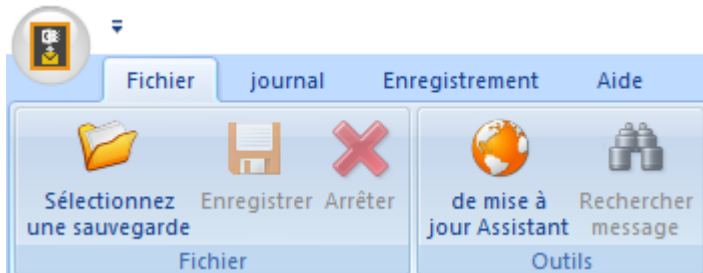 Fichier journal Enregistrement Aide
Sélectionnez Enregistrer Arrêter de mise à Rechercher
une sauvegarde jour Assistant message
Fichier Outils